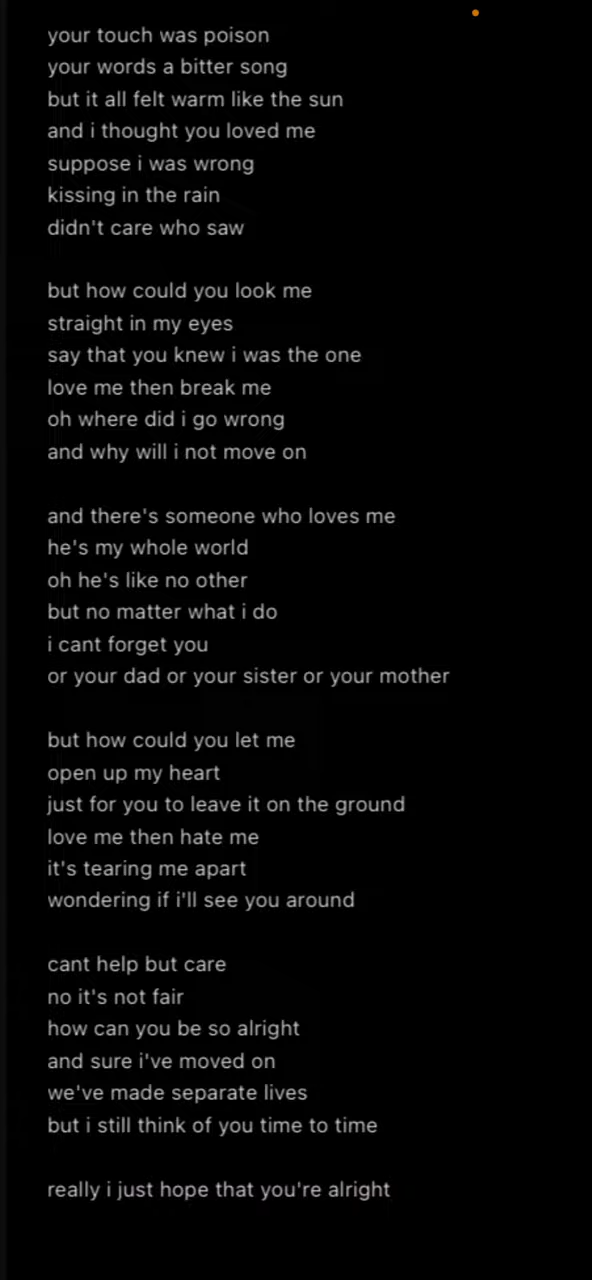 your touch was poison
your words a bitter song
but it all felt warm like the sun
and i thought you loved me
suppose i was wrong
kissing in the rain
didn't care who saw

but how could you look me
straight in my eyes
say that you knew i was the one
love me then break me
oh where did i go wrong
and why will i not move on

and there's someone who loves me
he's my whole world
oh he's like no other
but no matter what i do
i cant forget you
or your dad or your sister or your mother

but how could you let me
open up my heart
just for you to leave it on the ground
love me then hate me
it's tearing me apart
wondering if i'll see you around

cant help but care
no it's not fair
how can you be so alright
and sure i've moved on
we've made separate lives
but i still think of you time to time

really i just hope that you're alright